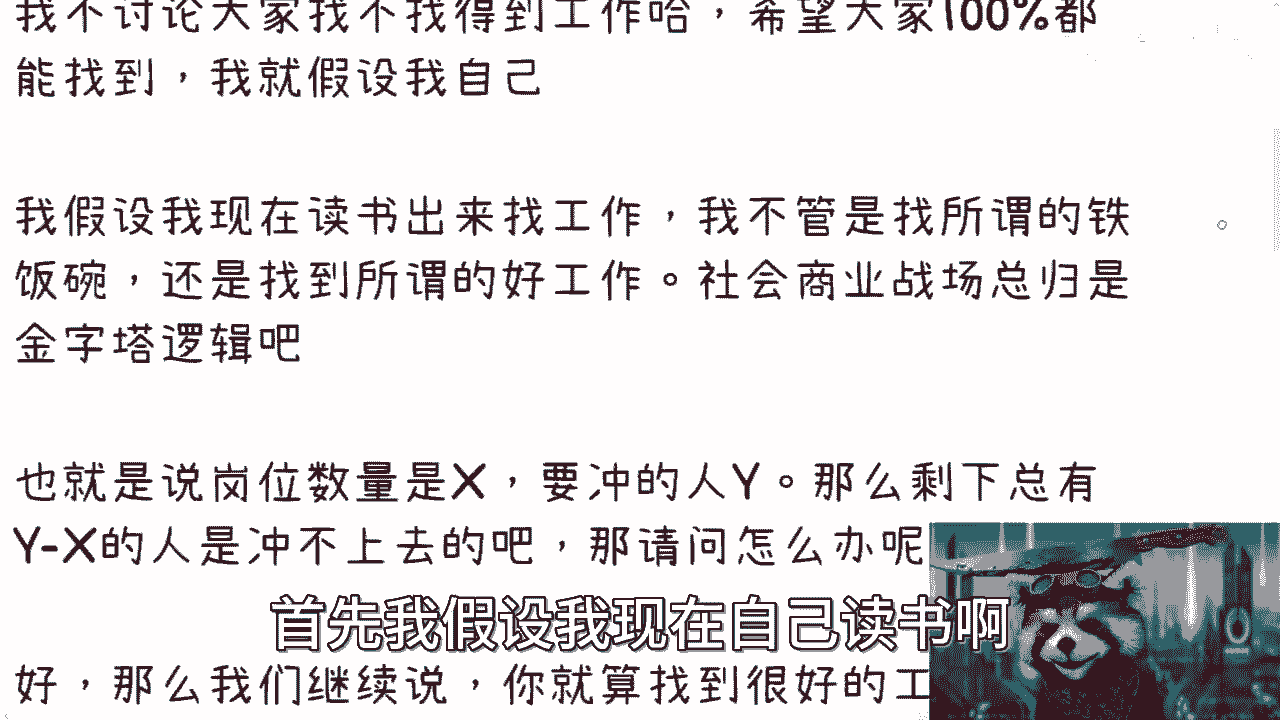 我不讨论大家找不找得到工作哈，希望大家100%都
能找到，我就假设我自己
我假设我现在读书出来找工作，我不管是找所谓的铁
饭碗，还是找到所谓的好工作。社会商业战场总归是
金字塔逻辑吧
也就是说岗位数量是X，要冲的人Y。那么剩下总有
Y-X的人是冲不上去的吧，那请问怎么办呢
首先我假设我现在自己读书啊
好，那么我们继续说，你就算找到很好的工